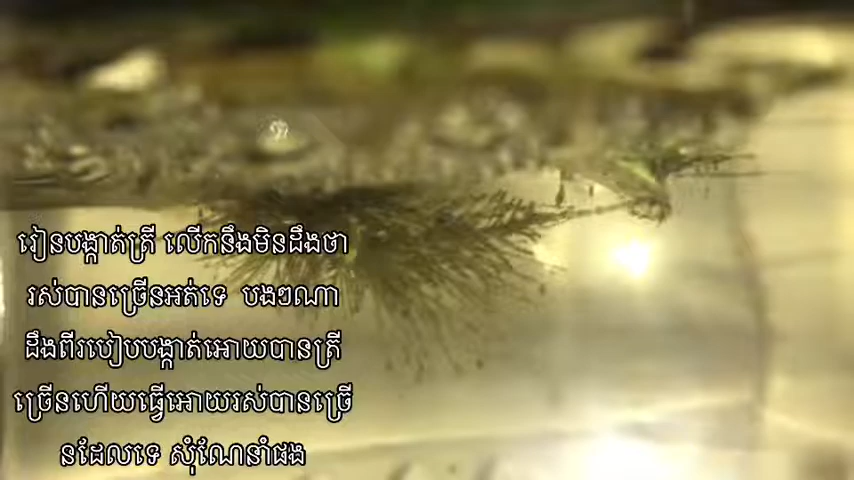 រៀនបង្កាត់ត្រី លើកនឹងមិនដឹងថា
រស់បានច្រើនអត់ទេ បងៗណា
ដឹងពីរបៀបបង្កាត់អោយបានត្រី
ច្រើនហើយធ្វើអោយរស់បានច្រើ
នដែលទេ សុំណែនាំផង